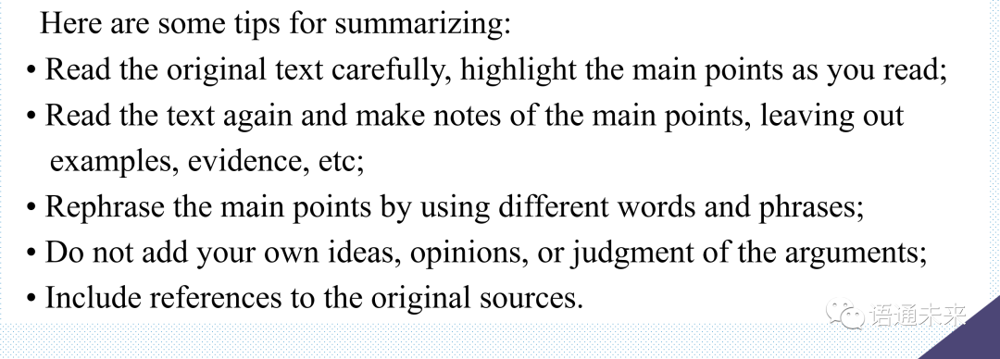 Here are some tips for summarizing:
• Read the original text carefully, highlight the main points as you read;
• Read the text again and make notes of the main points, leaving out
examples, evidence, etc;
• Rephrase the main points by using different words and phrases;
• Do not add your own ideas, opinions, or judgment of the arguments;
• Include references to the original sources.
语通未来